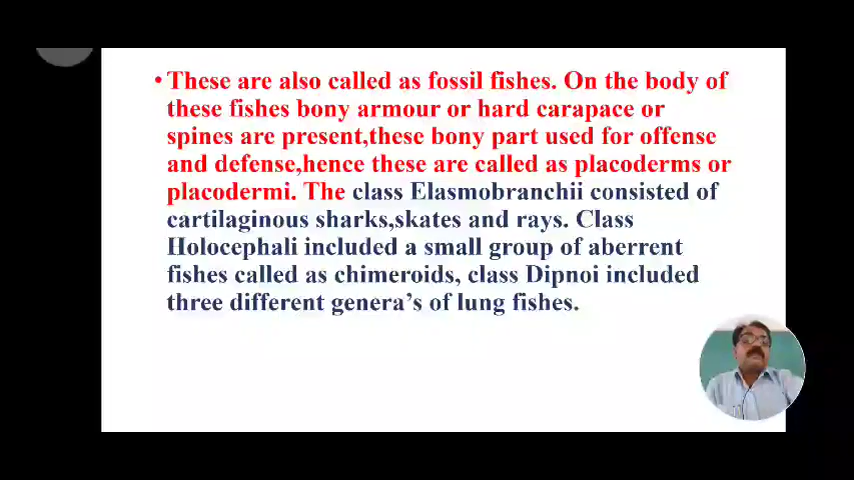 • These are also called as fossil fishes. On the body of
these fishes bony armour or hard carapace or
spines are present,these bony part used for offense
and defense,hence these are called as placoderms or
placodermi. The class Elasmobranchii consisted of
cartilaginous sharks,skates and rays. Class
Holocephali included a small group of aberrent
fishes called as chimeroids, class Dipnoi included
three different genera’s of lung fishes.